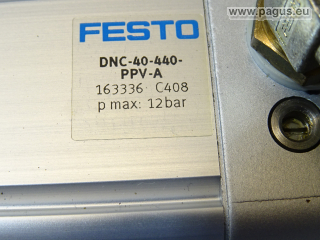 © www.pagus.eu
FESTO
DNC-40-440-
PPV-A
163336 C408
p max: 12bar